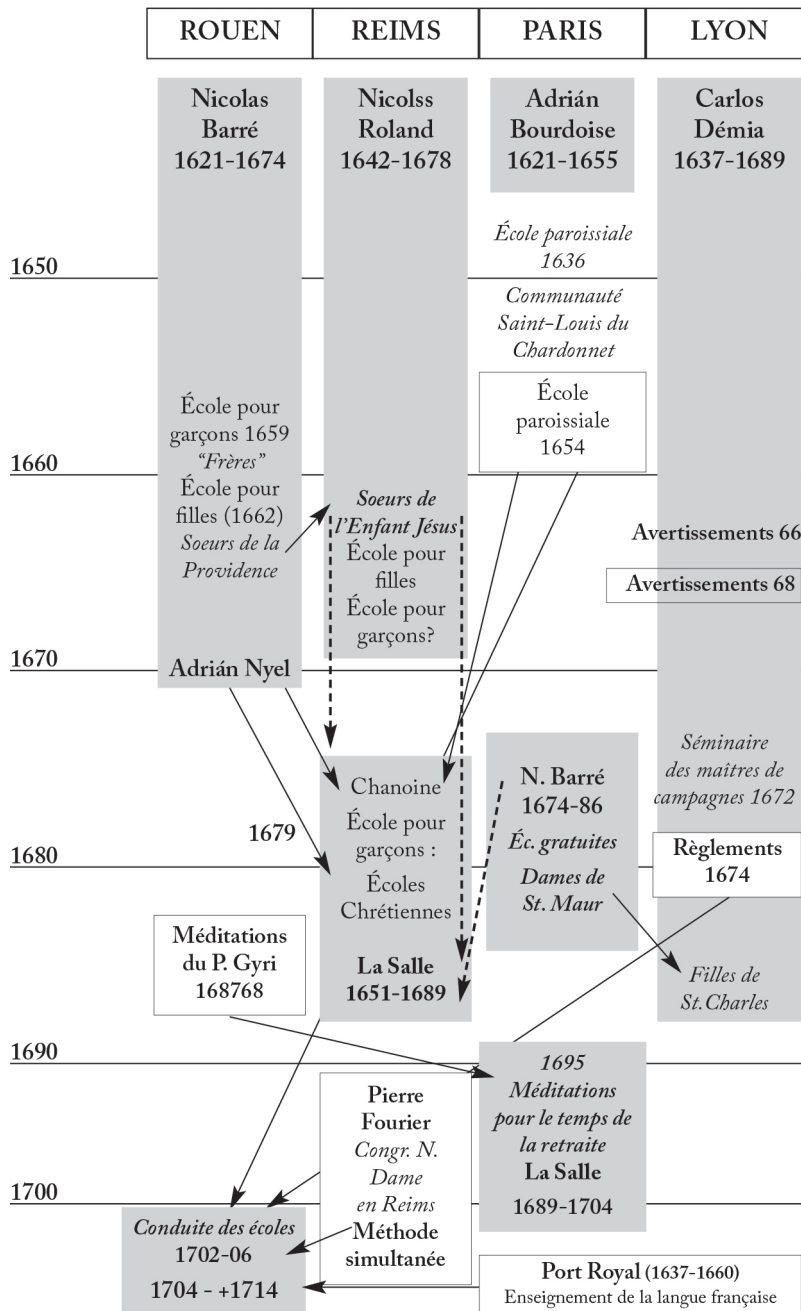 ROUEN
REIMS
PARIS
LYON
Nicolas
Barré
1621-1674
Nicolss
Roland
1642-1678
Adrián
Bourdoise
1621-1655
Carlos
Démia
1637-1689
École paroissiale
1636
1650
Communauté
Saint-Louis du
Chardonnet
École
paroissiale
1654
École pour
garçons 1659
“Frères”
École pour
filles (1662)
Soeurs de la
Providence
1660
Soeurs de
l’Enfant Jésus
École pour
filles
École pour
garçons?
Avertissements 66
Avertissements 68
1670
Adrián Nyel
Séminaire
des maîtres de
campagnes 1672
Chanoine
École pour
garçons :
Écoles
Chrétiennes
La Salle
1651-1689
N. Barré
1674-86
Éc. gratuites
Dames de
St. Maur
1679
1680
Règlements
1674
Méditations
du P. Gyri
168768
Filles de
St. Charles
1690
1695
Méditations
pour le temps de
la retraite
La Salle
1689-1704
Pierre
Fourier
Congr. N.
Dame
en Reims
Méthode
simultanée
1700
Conduite des écoles
1702-06
1704 - +1714
Port Royal (1637-1660)
Enseignement de la langue française